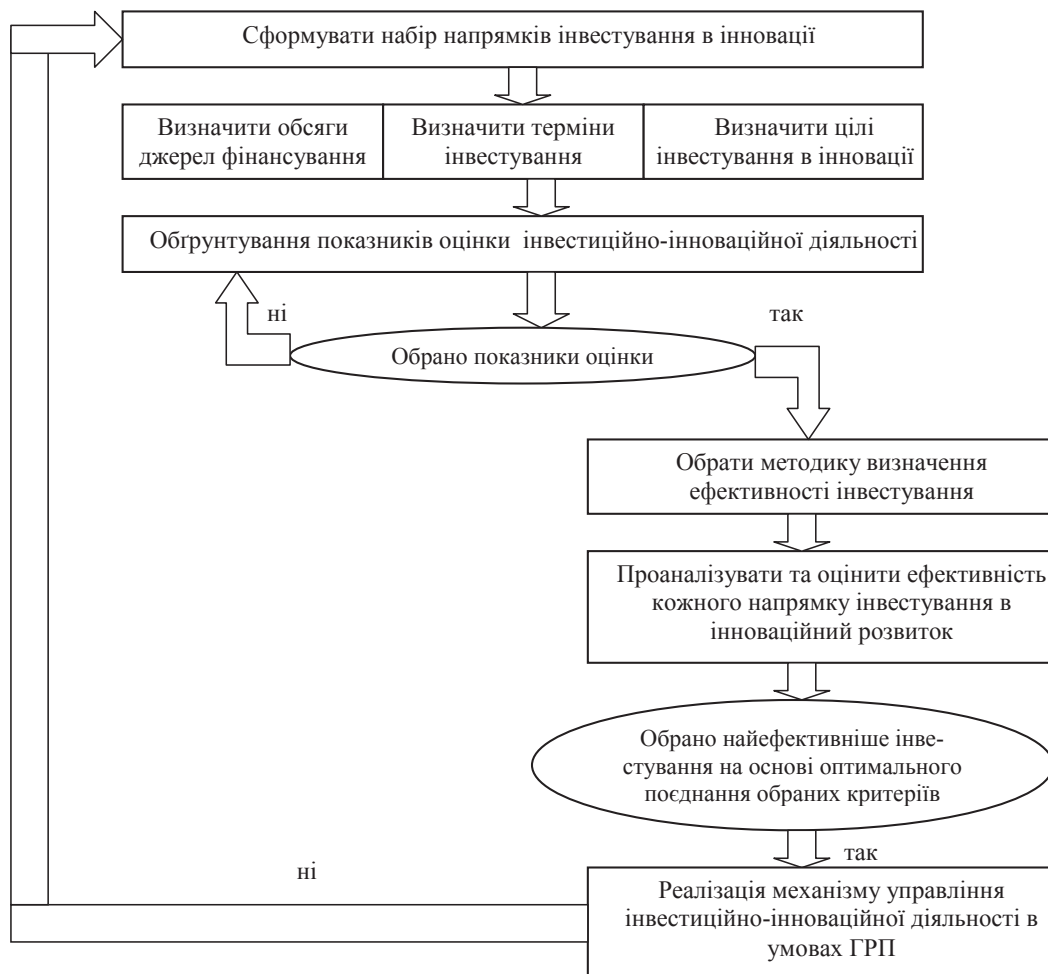 Сформувати набір напрямків інвестування в інновації
Визначити обсяги
джерел фінансування
Визначити терміни
інвестування
Визначити цілі
інвестування в інновації
Обґрунтування показників оцінки інвестиційно-інноваційної діяльності
ні
так
Обрано показники оцінки
Обрати методику визначення
ефективності інвестування
Проаналізувати та оцінити ефективність
кожного напрямку інвестування в
інноваційний розвиток
Обрано найефективніше інве-
стування на основі оптимального
поєднання обраних критеріїв
так
ні
Реалізація механізму управління
інвестиційно-інноваційної діяльності в
умовах ГРП